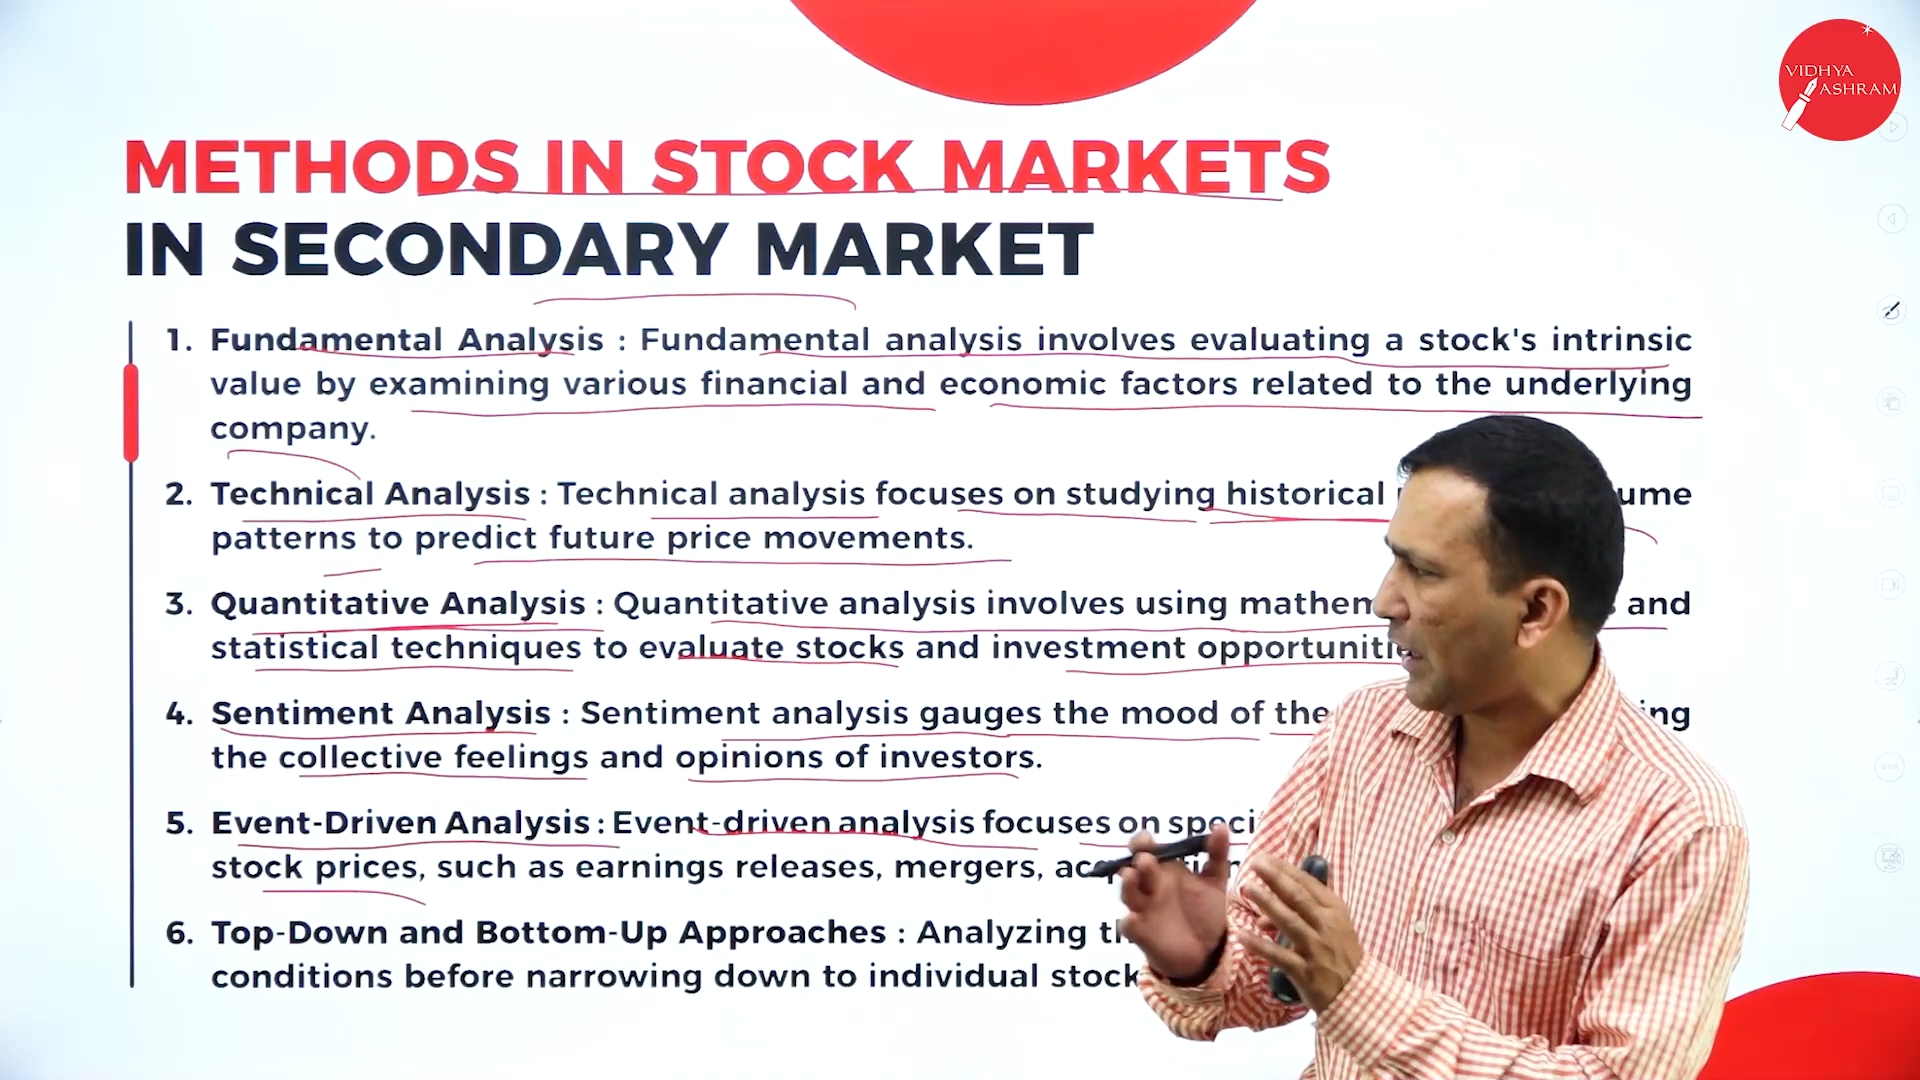 VIDHYA
ASHRAM
METHODS IN STOCK MARKETS
IN SECONDARY MARKET
1. Fundamental Analysis : Fundamental analysis involves evaluating a stock's intrinsic
value by examining various financial and economic factors related to the underlying
company.
2. Technical Analysis : Technical analysis focuses on studying historical
patterns to predict future price movements.
3. Quantitative Analysis : Quantitative analysis involves using and
statistical techniques to evaluate stocks and investment
4. Sentiment Analysis : Sentiment analysis gauges the mood of the
the collective feelings and opinions of investors.
5. Event-Driven Analysis : Event-driven analysis focuses on
stock prices, such as earnings releases, mergers,
6. Top-Down and Bottom-Up Approaches : Analyzing
conditions before narrowing down to individual